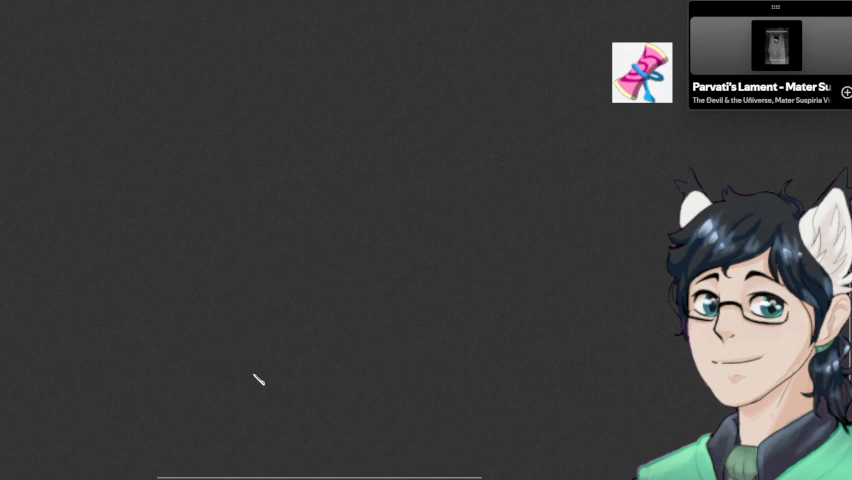 Parvati's Lament - Mater Su
The Devil & the Universe, Mater Suspiria Vi